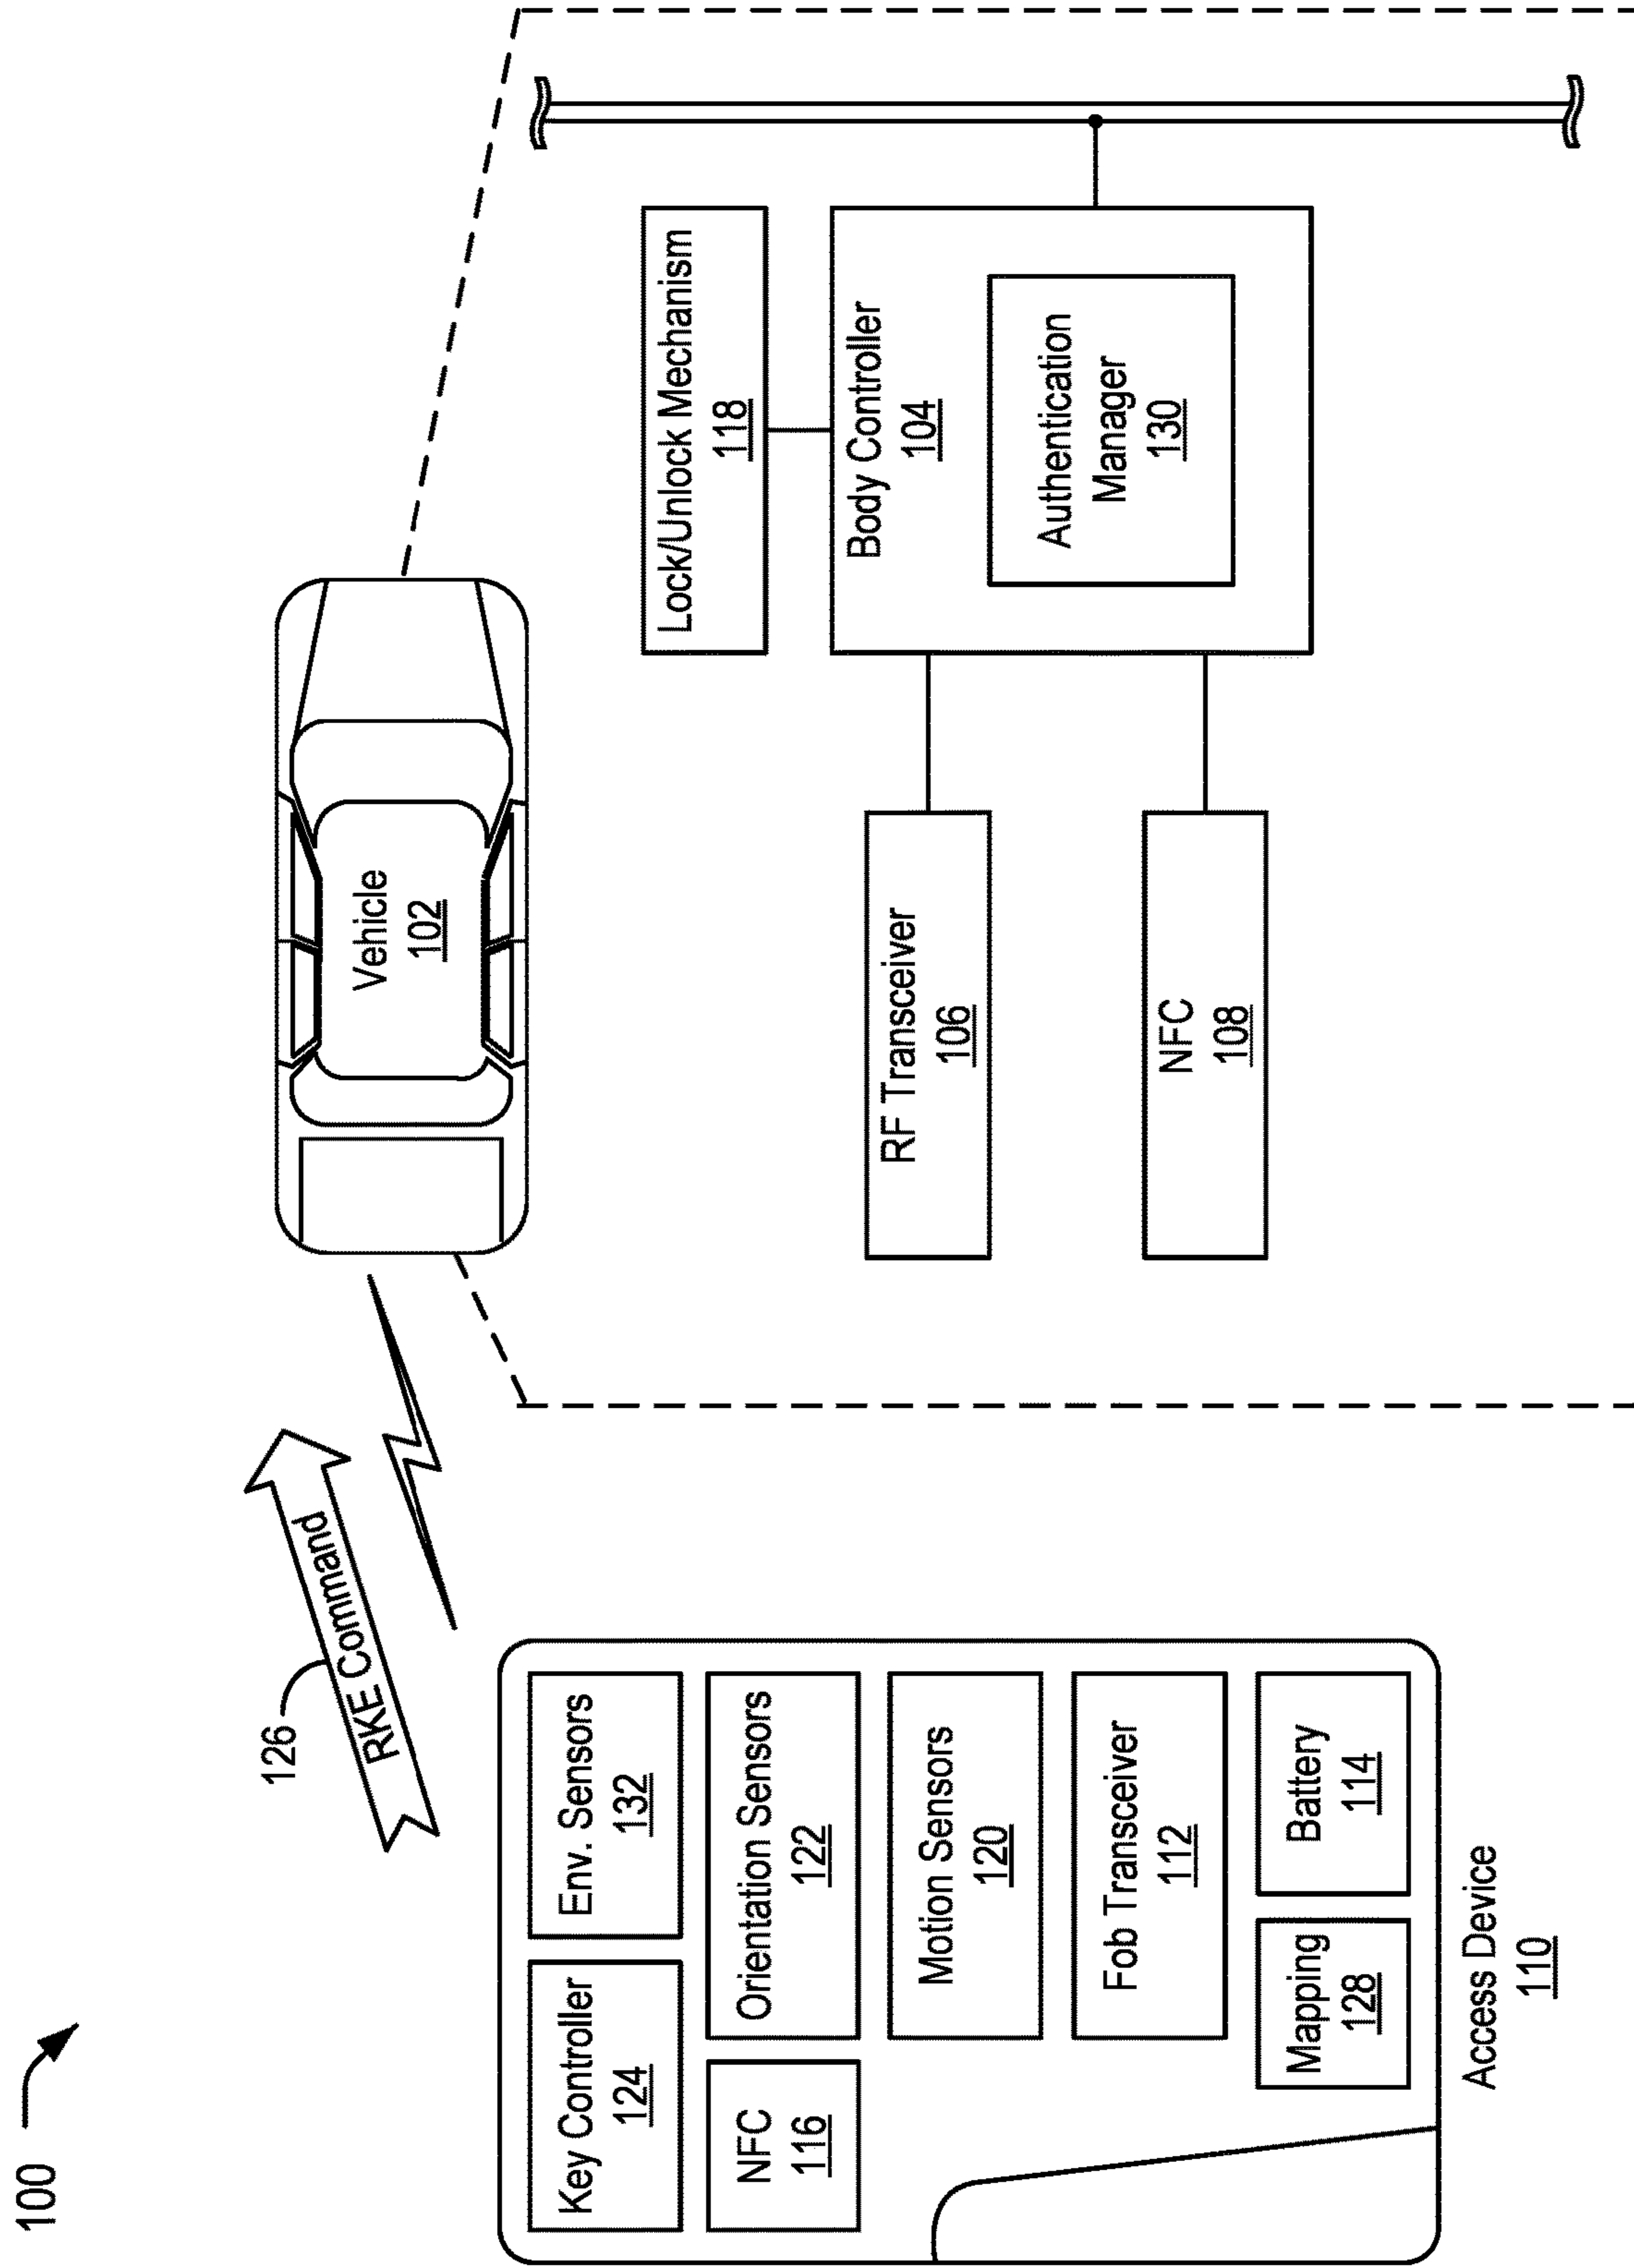 100
126
RKE Command
Vehicle
102
Key Controller
124
Env. Sensors
132
NFC
116
Orientation Sensors
122
Motion Sensors
120
Fob Transceiver
112
Mapping
128
Battery
114
Access Device
110
Lock/Unlock Mechanism
118
Body Controller
104
Authentication
Manager
130
RF Transceiver
106
NFC
108